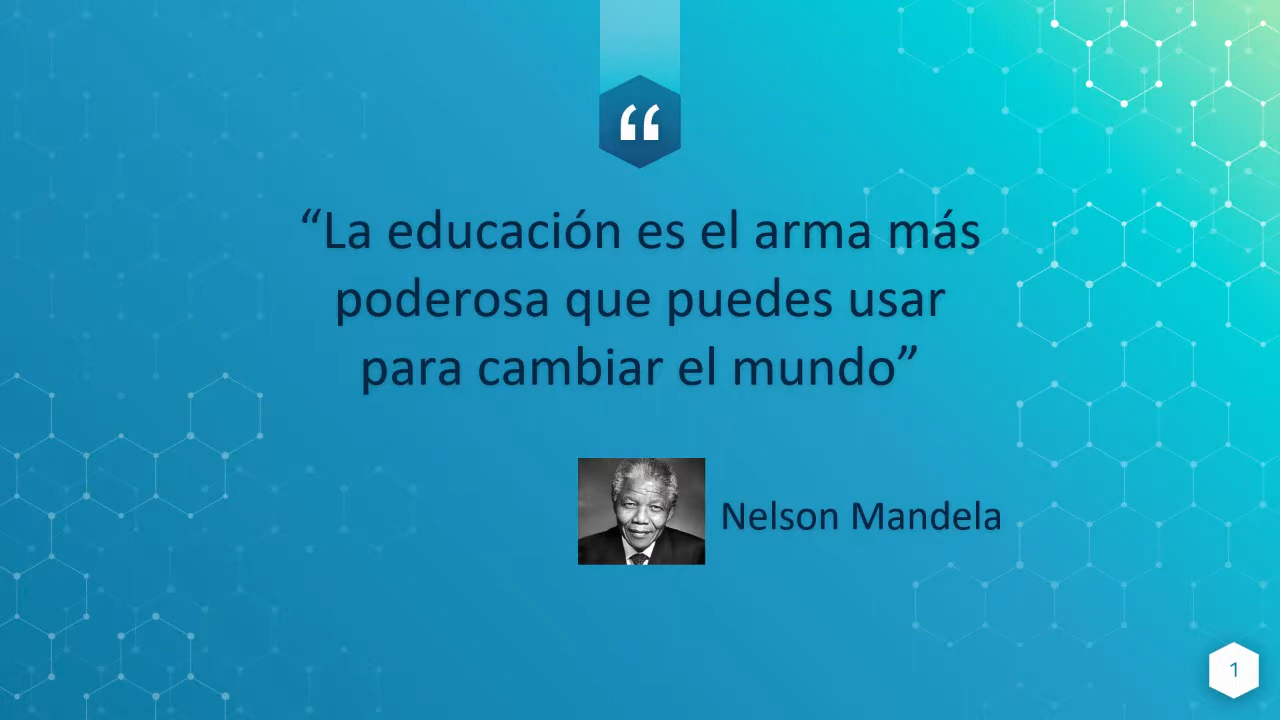 “
“La educación es el arma más
poderosa que puedes usar
para cambiar el mundo”
Nelson Mandela
1